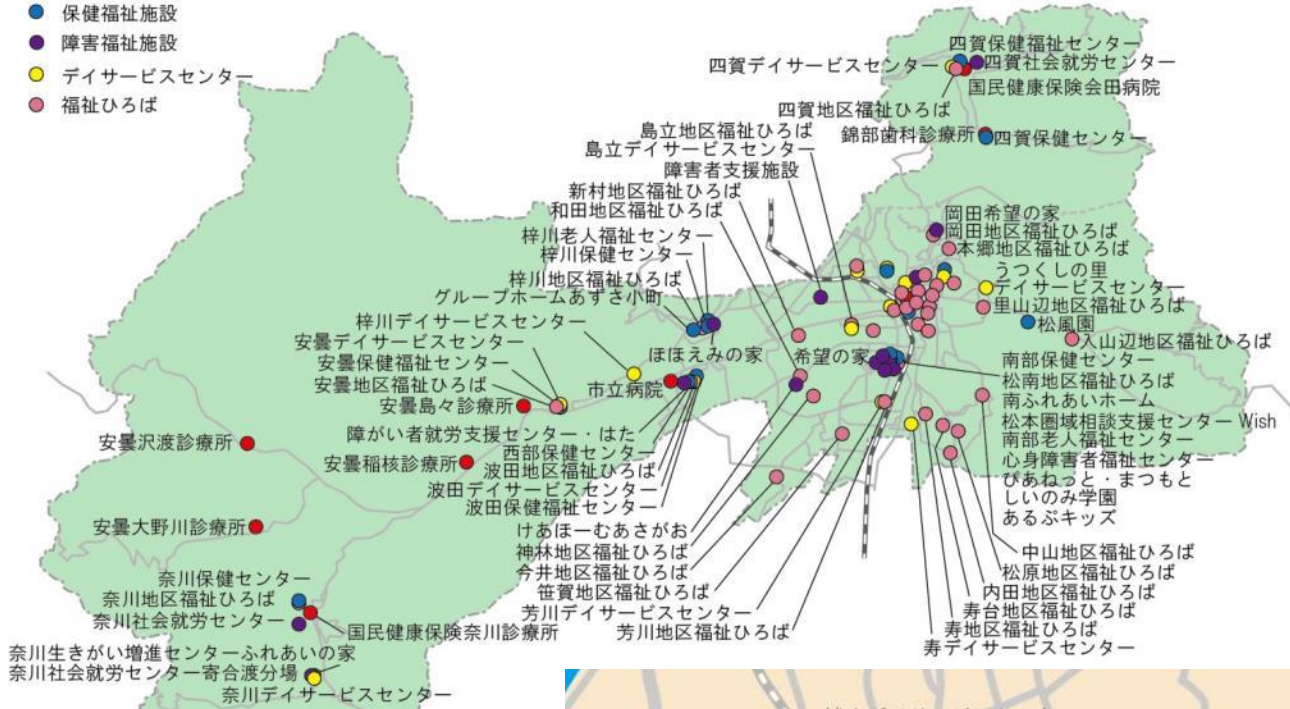 保健福祉施設
障害福祉施設
デイサービスセンター
福祉ひろば
四賀保健福祉センター
四賀デイサービスセンター
四賀社会就労センター
国民健康保険会田病院
四賀地区福祉ひろば
錦部歯科診療所
四賀保健センター
島立地区福祉ひろば
島立デイサービスセンター
障害者支援施設
新村地区福祉ひろば
和田地区福祉ひろば
梓川老人福祉センター
梓川保健センター
梓川地区福祉ひろば
グループホームあずさ小町
梓川デイサービスセンター
安曇デイサービスセンター
安曇保健福祉センター
安曇地区福祉ひろば
安曇島々診療所
安曇沢渡診療所
安曇稲核診療所
安曇大野川診療所
ほほえみの家
希望の家
市立病院
岡田希望の家
岡田地区福祉ひろば
本郷地区福祉ひろば
うつくしの里
デイサービスセンター
里山辺地区福祉ひろば
松風園
入山辺地区福祉ひろば
南部保健センター
松南地区福祉ひろば
南ふれあいホーム
松本圏域相談支援センター Wish
南部老人福祉センター
心身障害者福祉センター
ぴあねっと・まつもと
しいのみ学園
あるぷキッズ
障がい者就労支援センター・はた
西部保健センター
波田地区福祉ひろば
波田デイサービスセンター
波田保健福祉センター
けあほーむあさがお
神林地区福祉ひろば
今井地区福祉ひろば
笹賀地区福祉ひろば
芳川デイサービスセンター
芳川地区福祉ひろば
中山地区福祉ひろば
松原地区福祉ひろば
内田地区福祉ひろば
寿台地区福祉ひろば
寿地区福祉ひろば
寿デイサービスセンター
奈川保健センター
奈川地区福祉ひろば
奈川社会就労センター
国民健康保険奈川診療所
奈川生きがい増進センターふれあいの家
奈川社会就労センター寄合渡分場
奈川デイサービスセンター